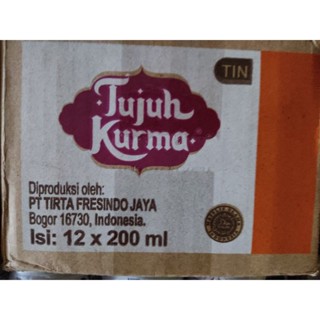 TIN
Tujuh
Kurma
Diproduksi oleh:
PT TIRTA FRESINDO JAYA
Bogor 16730, Indonesia.
Isi: 12 x 200 ml